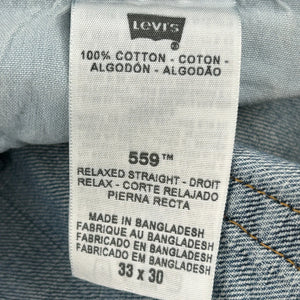 Levi's
100% COTTON - COTON -
ALGODÓN - ALGODÃO
559™
RELAXED STRAIGHT - DROIT
RELAX - CORTE RELAJADO
PIERNA RECTA
MADE IN BANGLADESH
FABRIQUE AU BANGLADESH
FABRICADO EN BANGLADESH
FABRICADO EM BANGLADESH
33 x 30